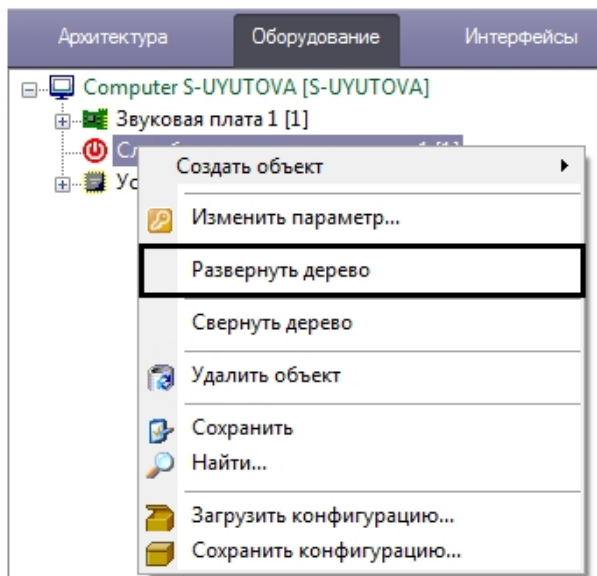 Архитектура Оборудование Интерфейсы
Computer S-UYUTOVA [S-UYUTOVA]
Звуковая плата 1 [1]
Создать объект
Изменить параметр...
Развернуть дерево
Свернуть дерево
Удалить объект
Сохранить
Найти...
Загрузить конфигурацию...
Сохранить конфигурацию...